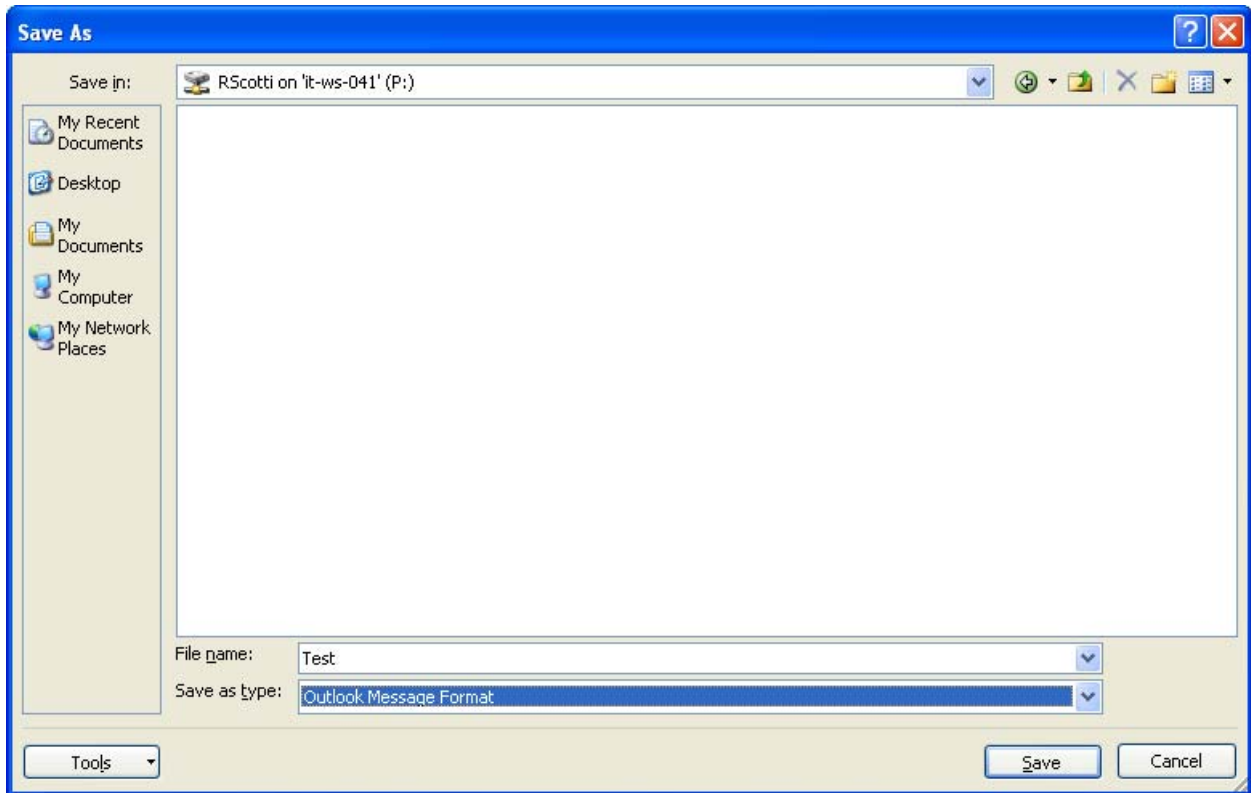 Save As
Save in:
RScotti on 'it-ws-041' (P:)
My Recent
Documents
Desktop
My
Documents
My
Computer
My Network
Places
File name:
Test
Save as type:
Outlook Message Format
Tools
Save
Cancel